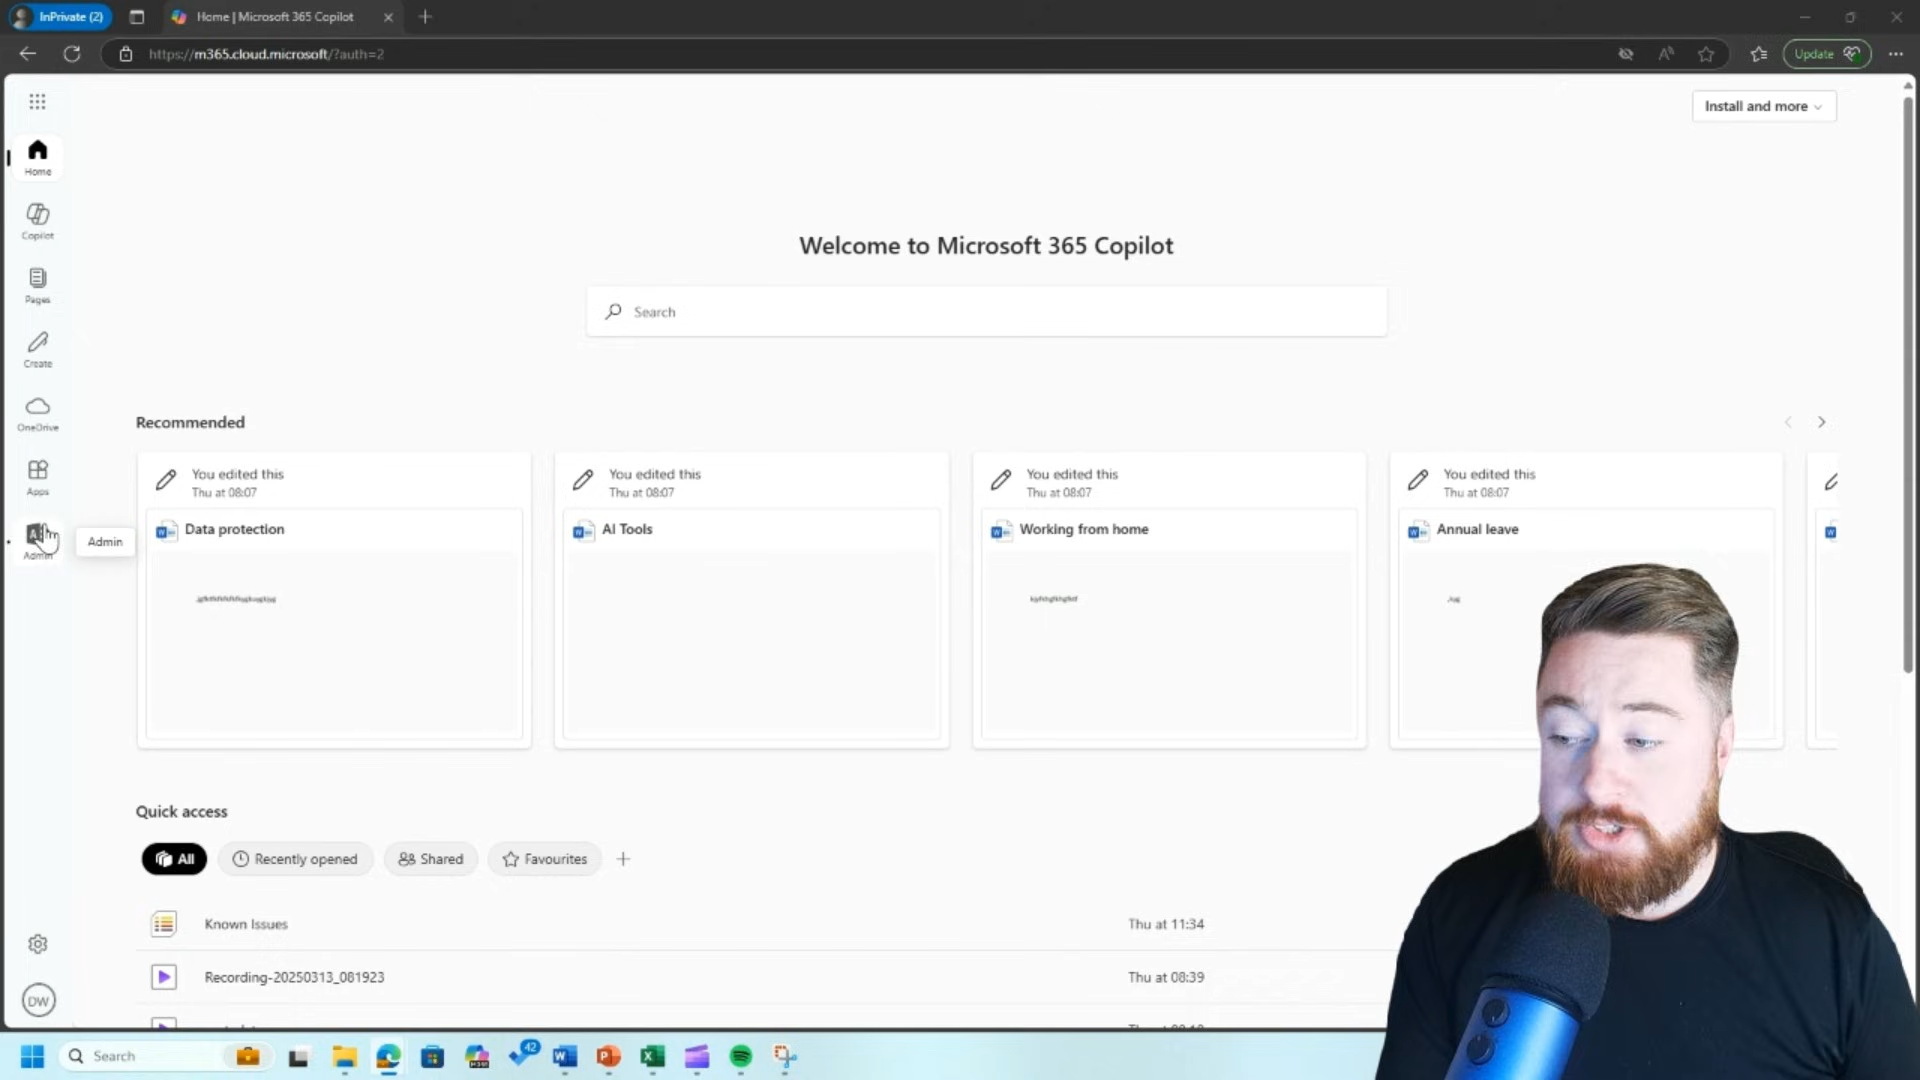 InPrivate (2)
Home | Microsoft 365 Copilot
https://m365.cloud.microsoft/?auth=2
Update
Install and more
Home
Copilot
Pages
Create
OneDrive
Apps
Admin
Admin
Welcome to Microsoft 365 Copilot
Search
Recommended
You edited this
Thu at 08:07
Data protection
You edited this
Thu at 08:07
AI Tools
You edited this
Thu at 08:07
Working from home
You edited this
Thu at 08:07
Annual leave
Quick access
All
Recently opened
Shared
Favourites
Known Issues
Thu at 11:34
Recording-20250313_081923
Thu at 08:39
DW
Search
42